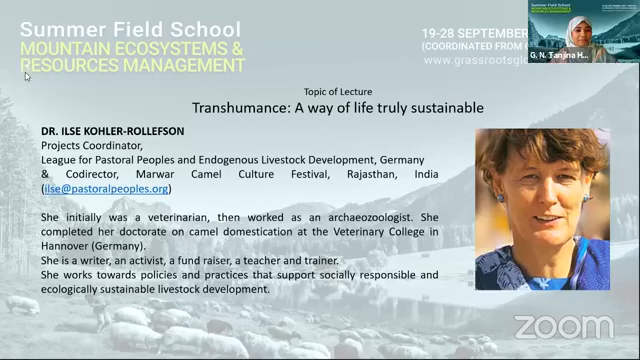 Summer Field School
MOUNTAIN ECOSYSTEMS &
RESOURCES MANAGEMENT
19-28 SEPTEMBER
(COORDINATED FROM
www.grassrootsglo
G. N. Tanjina H...
Topic of Lecture
Transhumance: A way of life truly sustainable
DR. ILSE KOHLER-ROLLEFSON
Projects Coordinator,
League for Pastoral Peoples and Endogenous Livestock Development, Germany
& Codirector, Marwar Camel Culture Festival, Rajasthan, India
(ilse@pastoralpeoples.org)
She initially was a veterinarian, then worked as an archaeozoologist. She
completed her doctorate on camel domestication at the Veterinary College in
Hannover (Germany).
She is a writer, an activist, a fund raiser, a teacher and trainer.
She works towards policies and practices that support socially responsible and
ecologically sustainable livestock development.
zoom